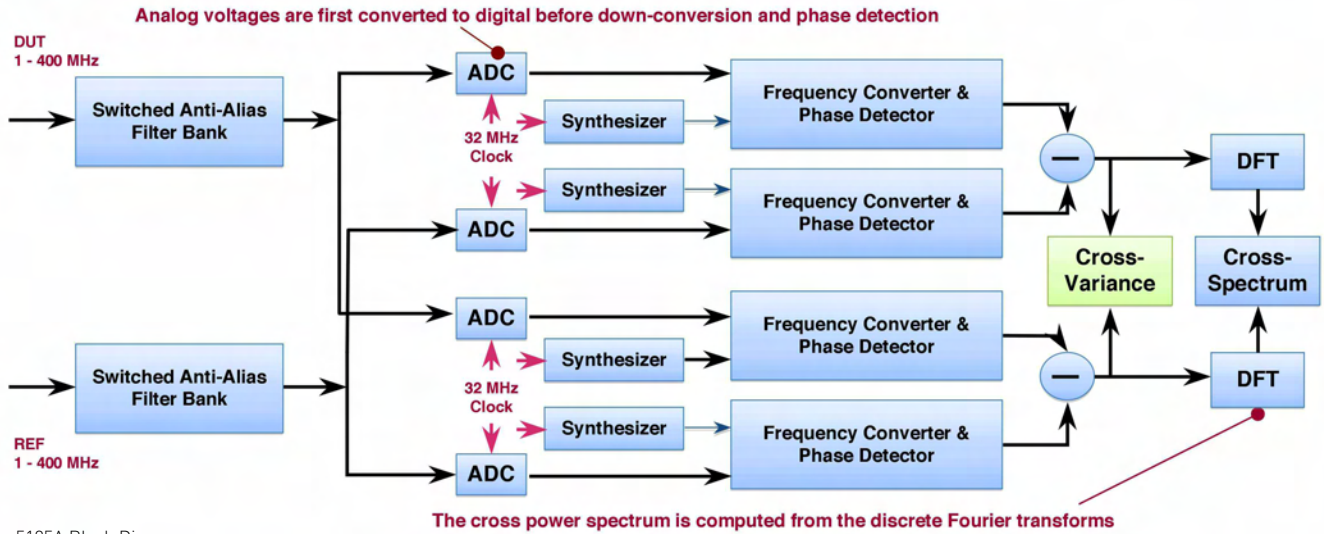 Analog voltages are first converted to digital before down-conversion and phase detection
DUT
1 - 400 MHz
Switched Anti-Alias
Filter Bank
ADC
Synthesizer
32 MHz
Clock
Synthesizer
ADC
Frequency Converter &
Phase Detector
Frequency Converter &
Phase Detector
DFT
Cross-
Variance
Cross-
Spectrum
ADC
Synthesizer
32 MHz
Clock
Synthesizer
ADC
Frequency Converter &
Phase Detector
Frequency Converter &
Phase Detector
DFT
Switched Anti-Alias
Filter Bank
REF
1 - 400 MHz
The cross power spectrum is computed from the discrete Fourier transforms